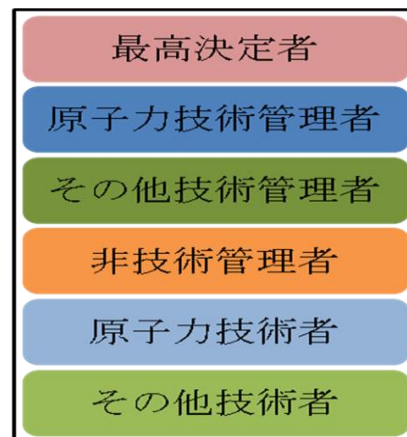 最高決定者
原子力技術管理者
その他技術管理者
非技術管理者
原子力技術者
その他技術者